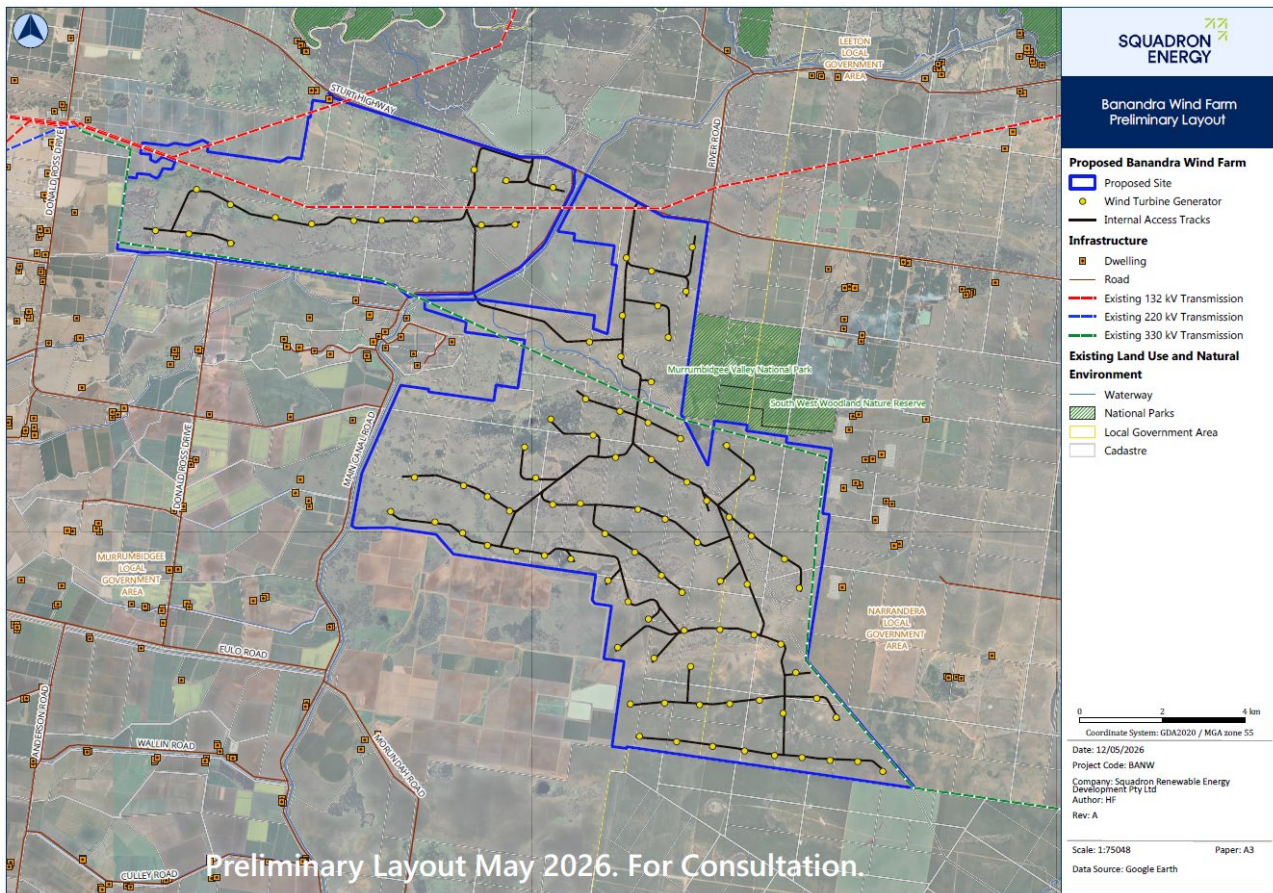 SQUADRON
ENERGY
Banandra Wind Farm
Preliminary Layout
Proposed Banandra Wind Farm
Proposed Site
Wind Turbine Generator
Internal Access Tracks
Infrastructure
Dwelling
Road
Existing 132 kV Transmission
Existing 220 kV Transmission
Existing 330 kV Transmission
Existing Land Use and Natural
Environment
Waterway
National Parks
Local Government Area
Cadastre
0 2 4 km
Coordinate System: GDA2020 / MGA zone 55
Date: 12/05/2026
Project Code: BANW
Company: Squadron Renewable Energy
Development Pty Ltd
Author: HF
Rev: A
Scale: 1:75048 Paper: A3
Data Source: Google Earth
LEETON
LOCAL
GOVERNMENT
AREA
STURT HIGHWAY
RIVER ROAD
DONALD ROSS DRIVE
Murrumbidgee Valley National Park
South West Woodland Nature Reserve
MAIN CANAL ROAD
DONALD ROSS DRIVE
MURRUMBIDGEE
LOCAL
GOVERNMENT
AREA
NARRANDERA
LOCAL
GOVERNMENT
AREA
EULO ROAD
ANDERSON ROAD
WALLIN ROAD
MORUNDAH ROAD
CULLEY ROAD
Preliminary Layout May 2026. For Consultation.